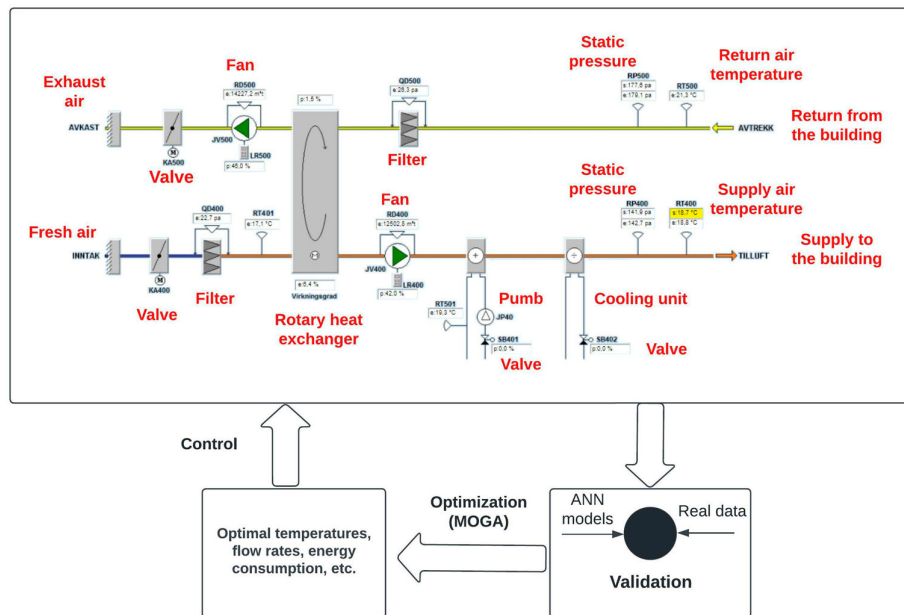 Static
pressure
Return air
temperature
Exhaust
air
Fan
RD500
e:14227,2 m³t
p:1,5 %
QD500
e:26,3 pa
RP500
s:177,6 pa
e:179,1 pa
RT500
e:21,3 °C
AVKAST
AVTREKK
Return from
the building
KA500
M
JV500
LR500
p:46,0 %
Valve
Filter
Static
pressure
Supply air
temperature
Fan
Fresh air
QD400
e:22,7 pa
RT401
e:17,1 °C
RD400
e:12502,8 m³t
RP400
s:141,9 pa
e:142,7 pa
RT400
s:18,7 °C
e:18,8 °C
INNTAK
TILLUFT
Supply to
the building
KA400
M
M
JV400
LR400
p:42,0 %
e:6,4 %
Virkningsgrad
Valve
Filter
Rotary heat
exchanger
Pumb
Cooling unit
RT501
e:19,3 °C
JP40
SB401
p:0,0 %
SB402
p:0,0 %
Valve
Valve
Control
Optimization
(MOGA)
ANN
models
Real data
Validation
Optimal temperatures,
flow rates, energy
consumption, etc.